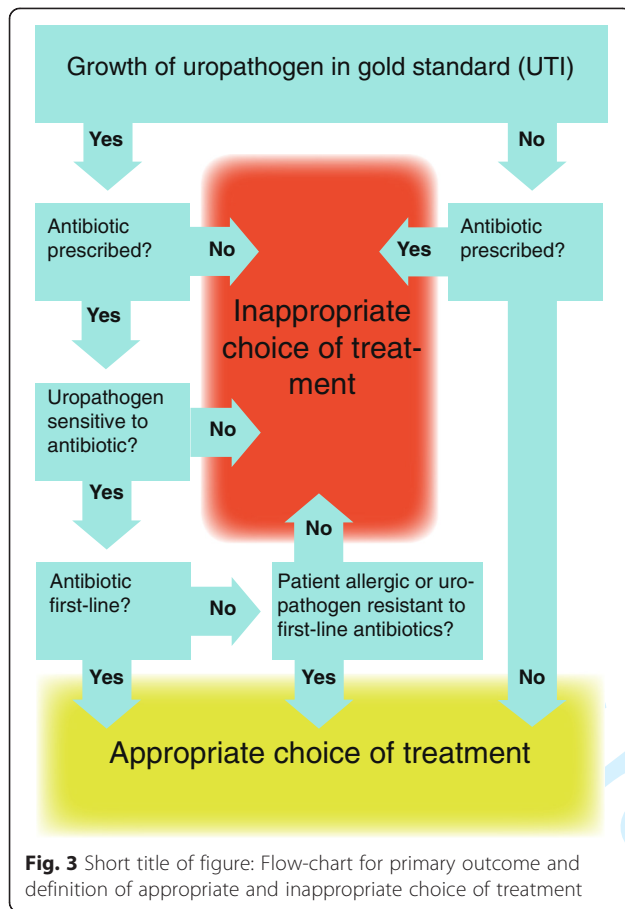 Growth of uropathogen in gold standard (UTI)
Yes
No
Antibiotic
prescribed?
No
Yes
Antibiotic
prescribed?
Yes
Inappropriate
choice of treat-
ment
Uropathogen
sensitive to
antibiotic?
No
Yes
No
Antibiotic
first-line?
No
Patient allergic or uro-
pathogen resistant to
first-line antibiotics?
Yes
Yes
No
Appropriate choice of treatment
Fig. 3 Short title of figure: Flow-chart for primary outcome and
definition of appropriate and inappropriate choice of treatment